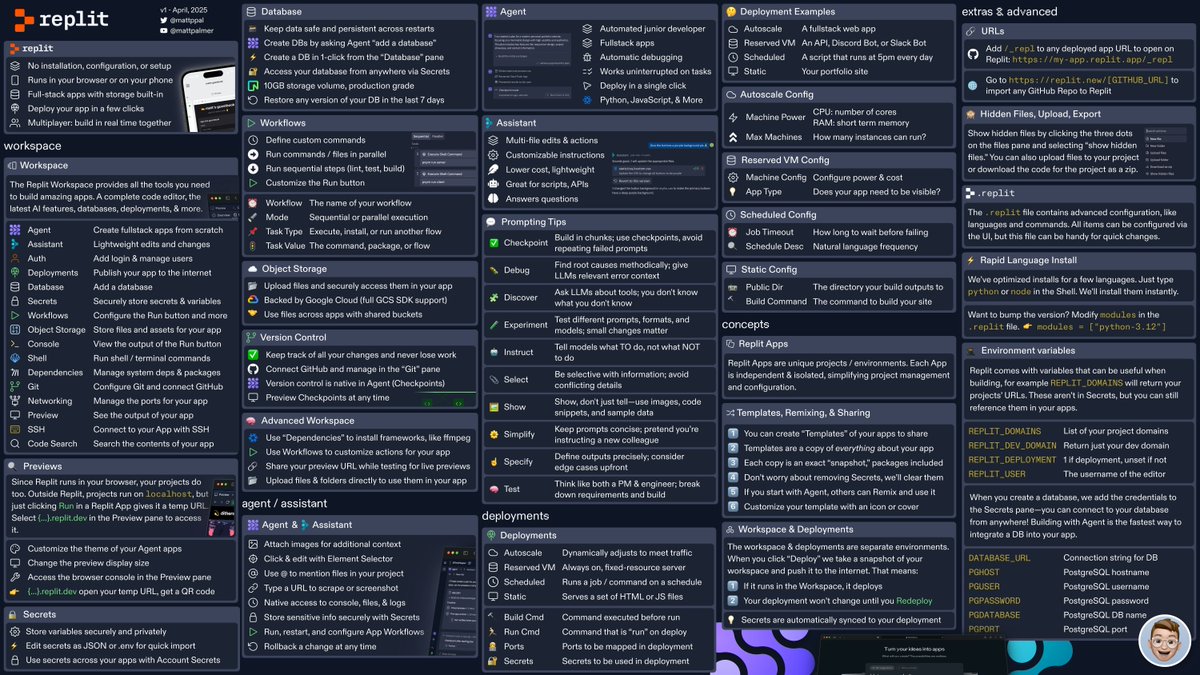 replit
v1 - April, 2025
@mattppal
@mattpalmer
replit
No installation, configuration, or setup
Runs in your browser or on your phone
Full-stack apps with storage built-in
Deploy your app in a few clicks
Multiplayer: build in real time together
workspace
Workspace
The Replit Workspace provides all the tools you need
to build amazing apps. A complete code editor, the
latest AI features, databases, deployments, & more.
Agent Create fullstack apps from scratch
Assistant Lightweight edits and changes
Auth Add login & manage users
Deployments Publish your app to the internet
Database Add a database
Secrets Securely store secrets & variables
Workflows Configure the Run button and more
Object Storage Store files and assets for your app
Console View the output of the Run button
Shell Run shell / terminal commands
Dependencies Manage system deps & packages
Git Configure Git and connect GitHub
Networking Manage the ports for your app
Preview See the output of your app
SSH Connect to your App with SSH
Code Search Search the contents of your app
Previews
Since Replit runs in your browser, your projects
do too. Outside Replit, projects run on localhost, but
just clicking Run in a Replit App gives it a temp URL.
Select {...}.replit.dev in the Preview pane to access
it.
Customize the theme of your Agent apps
Change the preview display size
Access the browser console in the Preview pane
{...}.replit.dev open your temp URL, get a QR code
Secrets
Store variables securely and privately
Edit secrets as JSON or .env for quick import
Use secrets across your apps with Account Secrets
Database
Keep data safe and persistent across restarts
Create DBs by asking Agent "add a database"
Create a DB in 1-click from the "Database" pane
Access your database from anywhere via Secrets
10GB storage volume, production grade
Restore any version of your DB in the last 7 days
Workflows
Define custom commands
Run commands / files in parallel
Run sequential steps (lint, test, build)
Customize the Run button
Workflow The name of your workflow
Mode Sequential or parallel execution
Task Type Execute, install, or run another flow
Task Value The command, package, or flow
Object Storage
Upload files and securely access them in your app
Backed by Google Cloud (full GCS SDK support)
Use files across apps with shared buckets
Version Control
Keep track of all your changes and never lose work
Connect GitHub and manage in the "Git" pane
Version control is native in Agent (Checkpoints)
Preview Checkpoints at any time
Advanced Workspace
Use "Dependencies" to install frameworks, like ffmpeg
Use Workflows to customize actions for your app
Share your preview URL while testing for live previews
Upload files & folders directly to use them in your app
agent / assistant
Agent & Assistant
Attach images for additional context
Click & edit with Element Selector
Use @ to mention files in your project
Type a URL to scrape or screenshot
Native access to console, files, & logs
Store sensitive info securely with Secrets
Run, restart, and configure App Workflows
Rollback a change at any time
Agent
Automated junior developer
Fullstack apps
Automatic debugging
Works uninterrupted on tasks
Deploy in a single click
Python, JavaScript, & More
Assistant
Multi-file edits & actions
Customizable instructions
Lower cost, lightweight
Great for scripts, APIs
Answers questions
Prompting Tips
Checkpoint Build in chunks; use checkpoints, avoid
repeating failed prompts
Debug Find root causes methodically; give
LLMs relevant error context
Discover Ask LLMs about tools; you don't know
what you don't know
Experiment Test different prompts, formats, and
models; small changes matter
Instruct Tell models what TO do, not what NOT
to do
Select Be selective with information; avoid
conflicting details
Show Show, don't just tell—use images, code
snippets, and sample data
Simplify Keep prompts concise; pretend you're
instructing a new colleague
Specify Define outputs precisely; consider
edge cases upfront
Test Think like both a PM & engineer; break
down requirements and build
deployments
Deployments
Autoscale Dynamically adjusts to meet traffic
Reserved VM Always on, fixed-resource server
Scheduled Runs a job / command on a schedule
Static Serves a set of HTML or JS files
Build Cmd Command executed before run
Run Cmd Command that is "run" on deploy
Ports Ports to be mapped in deployment
Secrets Secrets to be used in deployment
Deployment Examples
Autoscale A fullstack web app
Reserved VM An API, Discord Bot, or Slack Bot
Scheduled A script that runs at 5pm every day
Static Your portfolio site
Autoscale Config
Machine Power CPU: number of cores
RAM: short term memory
Max Machines How many instances can run?
Reserved VM Config
Machine Config Configure power & cost
App Type Does your app need to be visible?
Scheduled Config
Job Timeout How long to wait before failing
Schedule Desc Natural language frequency
Static Config
Public Dir The directory your build outputs to
Build Command The command to build your site
concepts
Replit Apps
Replit Apps are unique projects / environments. Each App
is independent & isolated, simplifying project management
and configuration.
Templates, Remixing, & Sharing
1 You can create "Templates" of your apps to share
2 Templates are a copy of everything about your app
3 Each copy is an exact "snapshot," packages included
4 Don't worry about removing Secrets, we'll clear them
5 If you start with Agent, others can Remix and use it
6 Customize your template with an icon or cover
Workspace & Deployments
The workspace & deployments are separate environments.
When you click "Deploy" we take a snapshot of your
workspace and push it to the internet. That means:
1 If it runs in the Workspace, it deploys
2 Your deployment won't change until you Redeploy
Secrets are automatically synced to your deployment
Turn your ideas into apps
extras & advanced
URLs
Add /_repl to any deployed app URL to open on
Replit: https://my-app.replit.app/_repl
Go to https://replit.new/[GITHUB_URL] to
import any GitHub Repo to Replit
Hidden Files, Upload, Export
Show hidden files by clicking the three dots
on the files pane and selecting "show hidden
files." You can also upload files to your project
or download the code for the project as a zip.
.replit
The .replit file contains advanced configuration, like
languages and commands. All items can be configured via
the UI, but this file can be handy for quick changes.
Rapid Language Install
We've optimized installs for a few languages. Just type
python or node in the Shell. We'll install them instantly.
Want to bump the version? Modify modules in the
.replit file. modules = ["python-3.12"]
Environment variables
Replit comes with variables that can be useful when
building, for example REPLIT_DOMAINS will return your
projects' URLs. These aren't in Secrets, but you can still
reference them in your apps.
REPLIT_DOMAINS List of your project domains
REPLIT_DEV_DOMAIN Return just your dev domain
REPLIT_DEPLOYMENT 1 if deployment, unset if not
REPLIT_USER The username of the editor
When you create a database, we add the credentials to
the Secrets pane—you can connect to your database
from anywhere! Building with Agent is the fastest way to
integrate a DB into your app.
DATABASE_URL Connection string for DB
PGHOST PostgreSQL hostname
PGUSER PostgreSQL username
PGPASSWORD PostgreSQL password
PGDATABASE PostgreSQL DB name
PGPORT PostgreSQL port